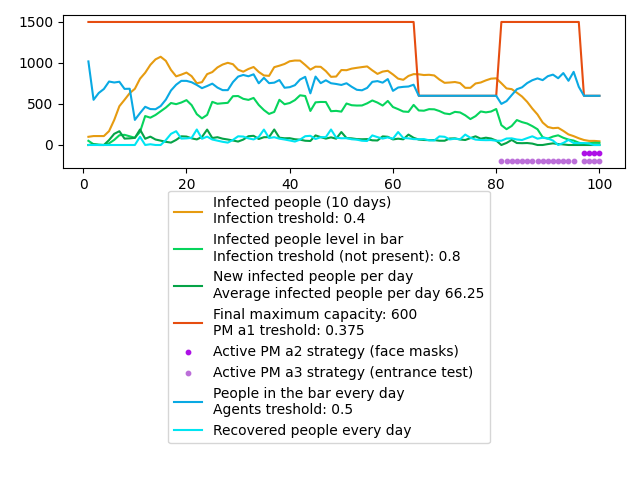 1500
1000
500
0
0
20
40
60
80
100
Infected people (10 days)
Infection treshold: 0.4
Infected people level in bar
Infection treshold (not present): 0.8
New infected people per day
Average infected people per day 66.25
Final maximum capacity: 600
PM a1 treshold: 0.375
Active PM a2 strategy (face masks)
Active PM a3 strategy (entrance test)
People in the bar every day
Agents treshold: 0.5
Recovered people every day